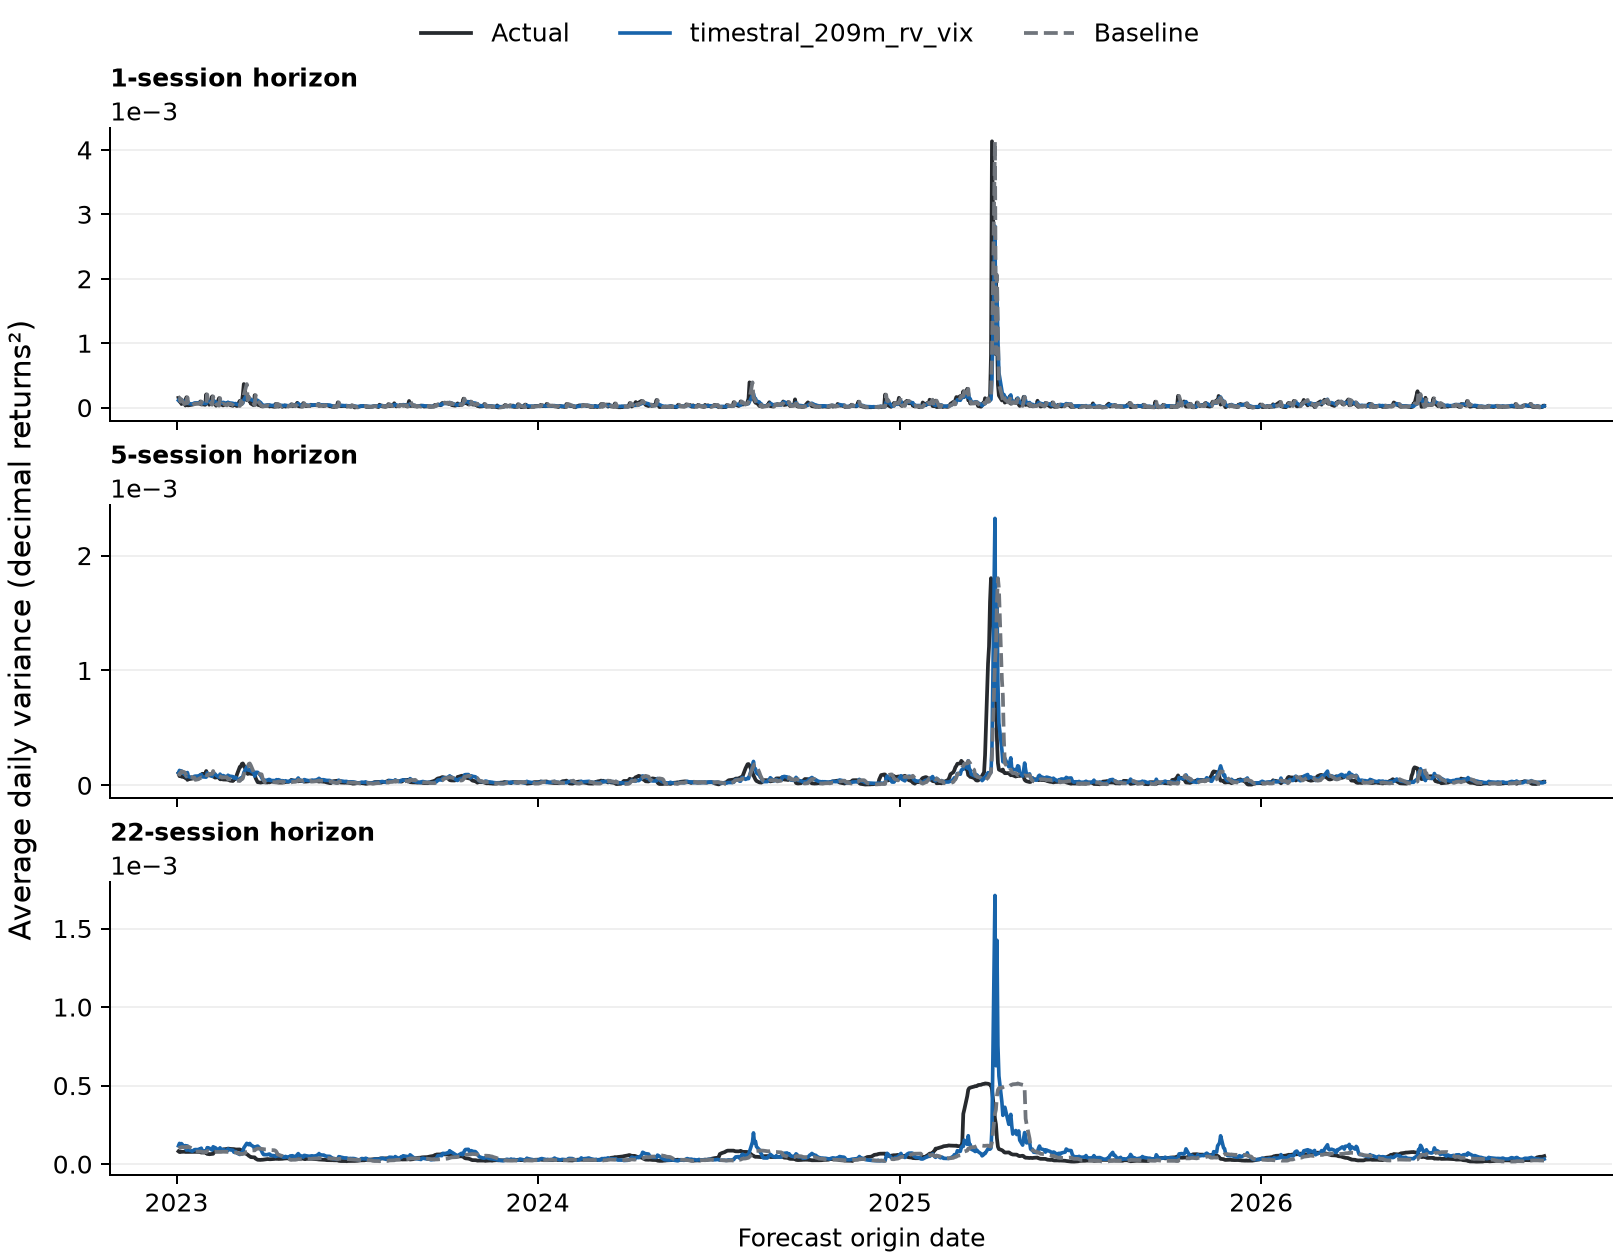 Actual timestral_209m_rv_vix Baseline
1-session horizon
1e−3
4
3
2
1
0
5-session horizon
1e−3
2
1
0
22-session horizon
1e−3
1.5
1.0
0.5
0.0
2023 2024 2025 2026
Forecast origin date
Average daily variance (decimal returns²)